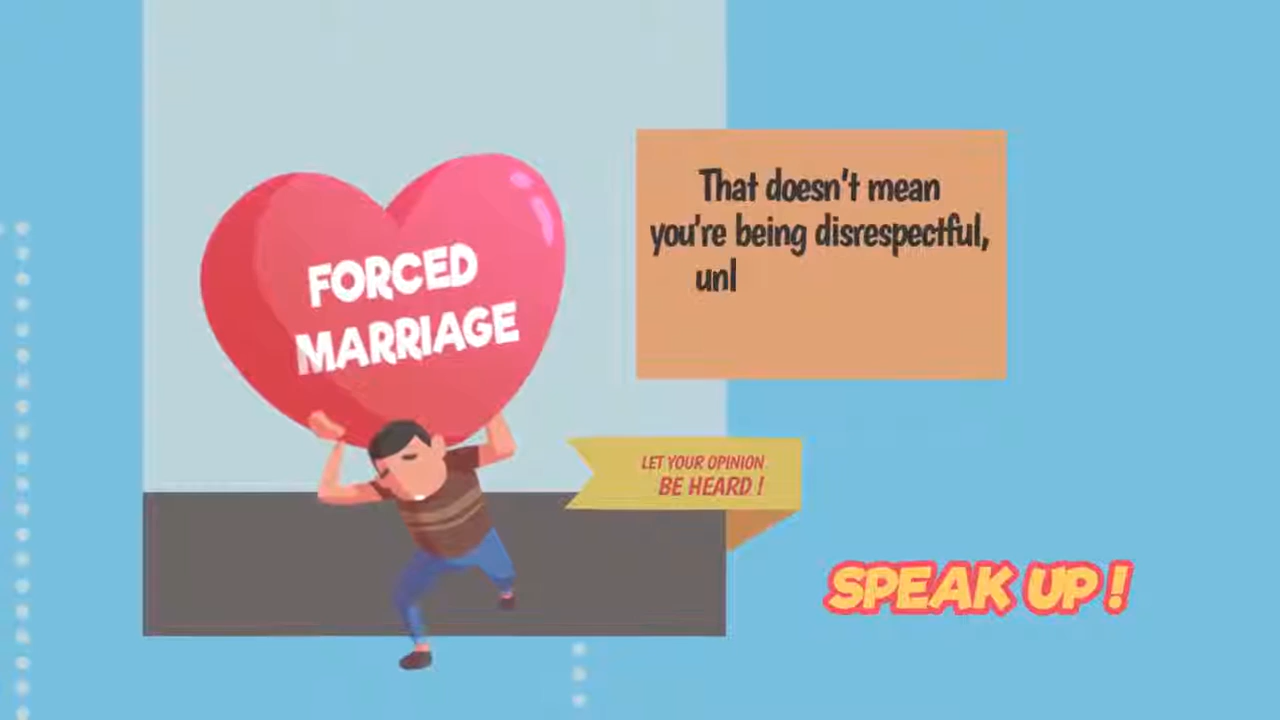 FORCED
MARRIAGE
That doesn't mean
you're being disrespectful,
unl
LET YOUR OPINION
BE HEARD !
SPEAK UP !